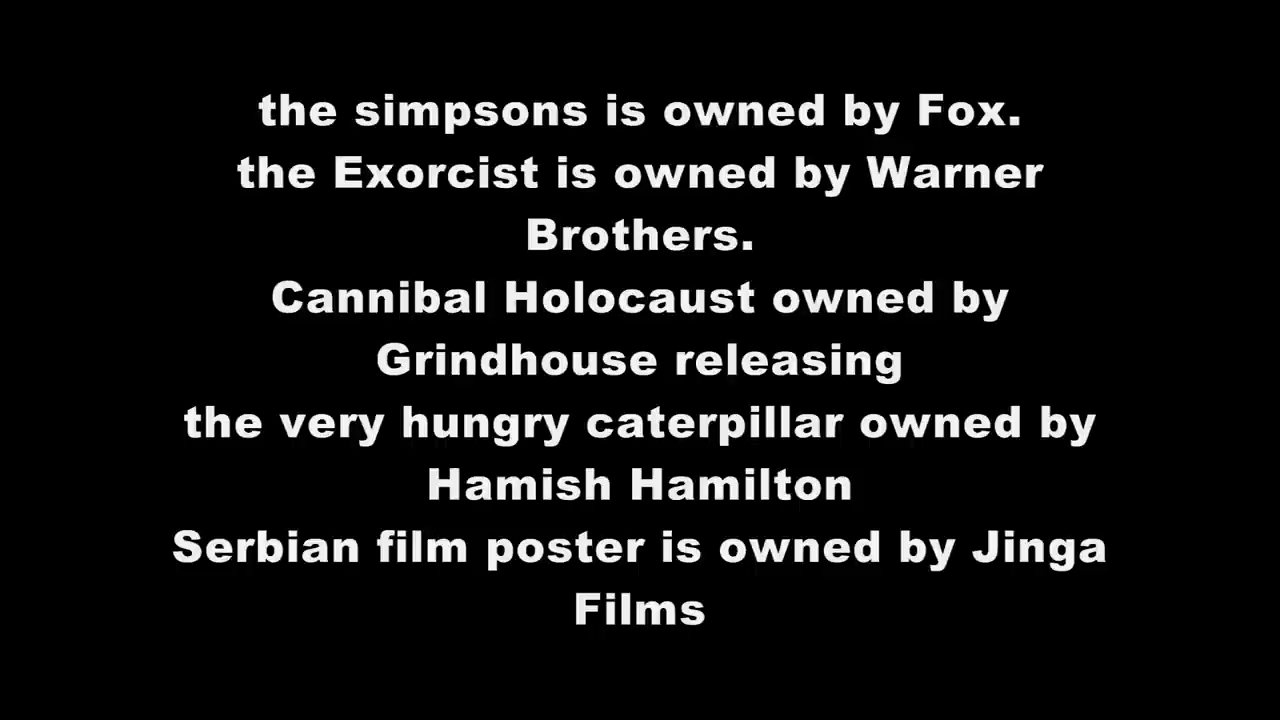 the simpsons is owned by Fox.
the Exorcist is owned by Warner
Brothers.
Cannibal Holocaust owned by
Grindhouse releasing
the very hungry caterpillar owned by
Hamish Hamilton
Serbian film poster is owned by Jinga
Films